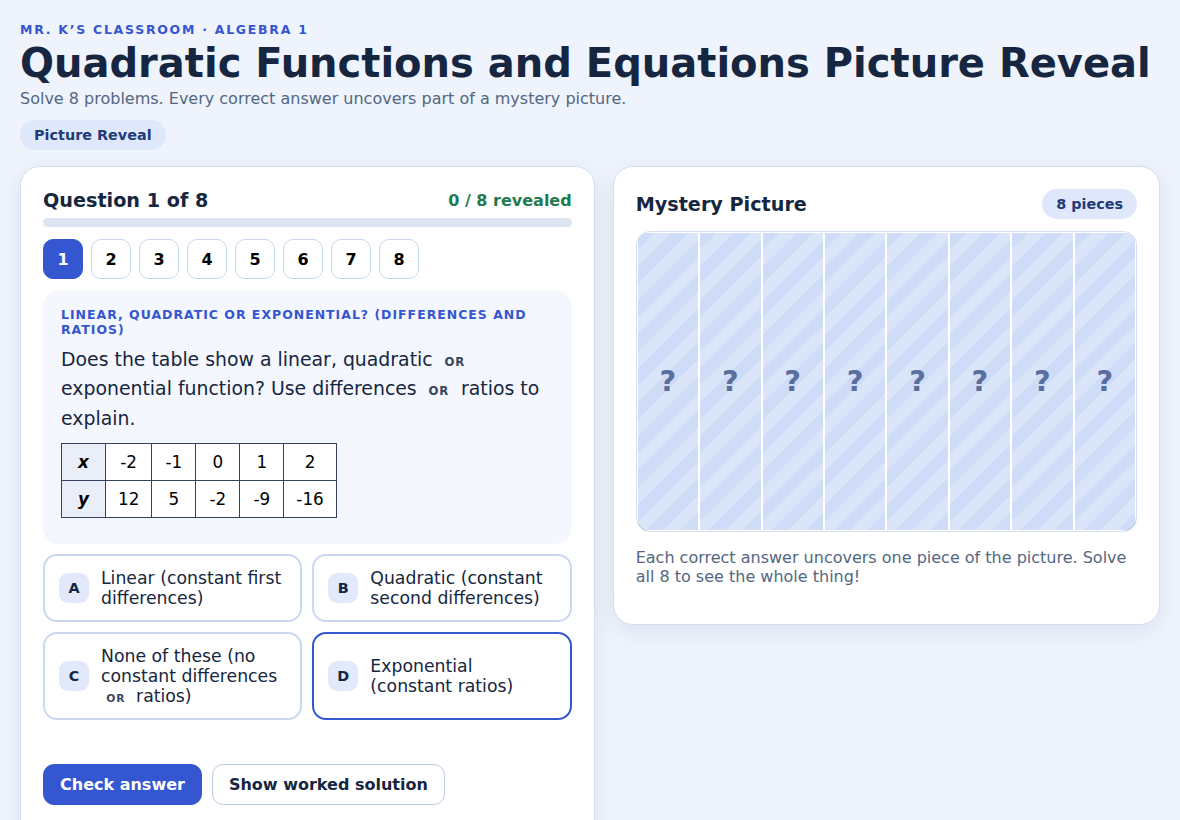 MR. K’S CLASSROOM · ALGEBRA 1
Quadratic Functions and Equations Picture Reveal
Solve 8 problems. Every correct answer uncovers part of a mystery picture.
Picture Reveal
Question 1 of 8
0 / 8 revealed
1 2 3 4 5 6 7 8
LINEAR, QUADRATIC OR EXPONENTIAL? (DIFFERENCES AND
RATIOS)
Does the table show a linear, quadratic OR
exponential function? Use differences OR ratios to
explain.
x -2 -1 0 1 2
y 12 5 -2 -9 -16
A Linear (constant first
differences)
B Quadratic (constant
second differences)
C None of these (no
constant differences
OR ratios)
D Exponential
(constant ratios)
Check answer
Show worked solution
Mystery Picture
8 pieces
? ? ? ? ? ? ? ?
Each correct answer uncovers one piece of the picture. Solve
all 8 to see the whole thing!